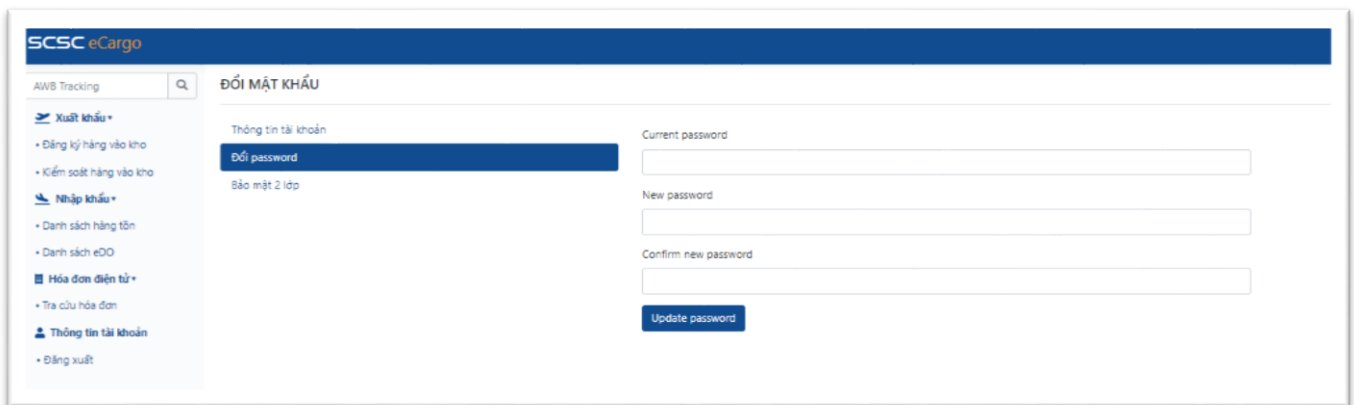 SCSC eCargo
AWB Tracking
Xuất khẩu
• Đăng ký hàng vào kho
• Kiểm soát hàng vào kho
Nhập khẩu
• Danh sách hàng tồn
• Danh sách eDO
Hóa đơn điện tử
• Tra cứu hóa đơn
Thông tin tài khoản
• Đăng xuất
ĐỔI MẬT KHẨU
Thông tin tài khoản
Đổi password
Bảo mật 2 lớp
Current password
New password
Confirm new password
Update password